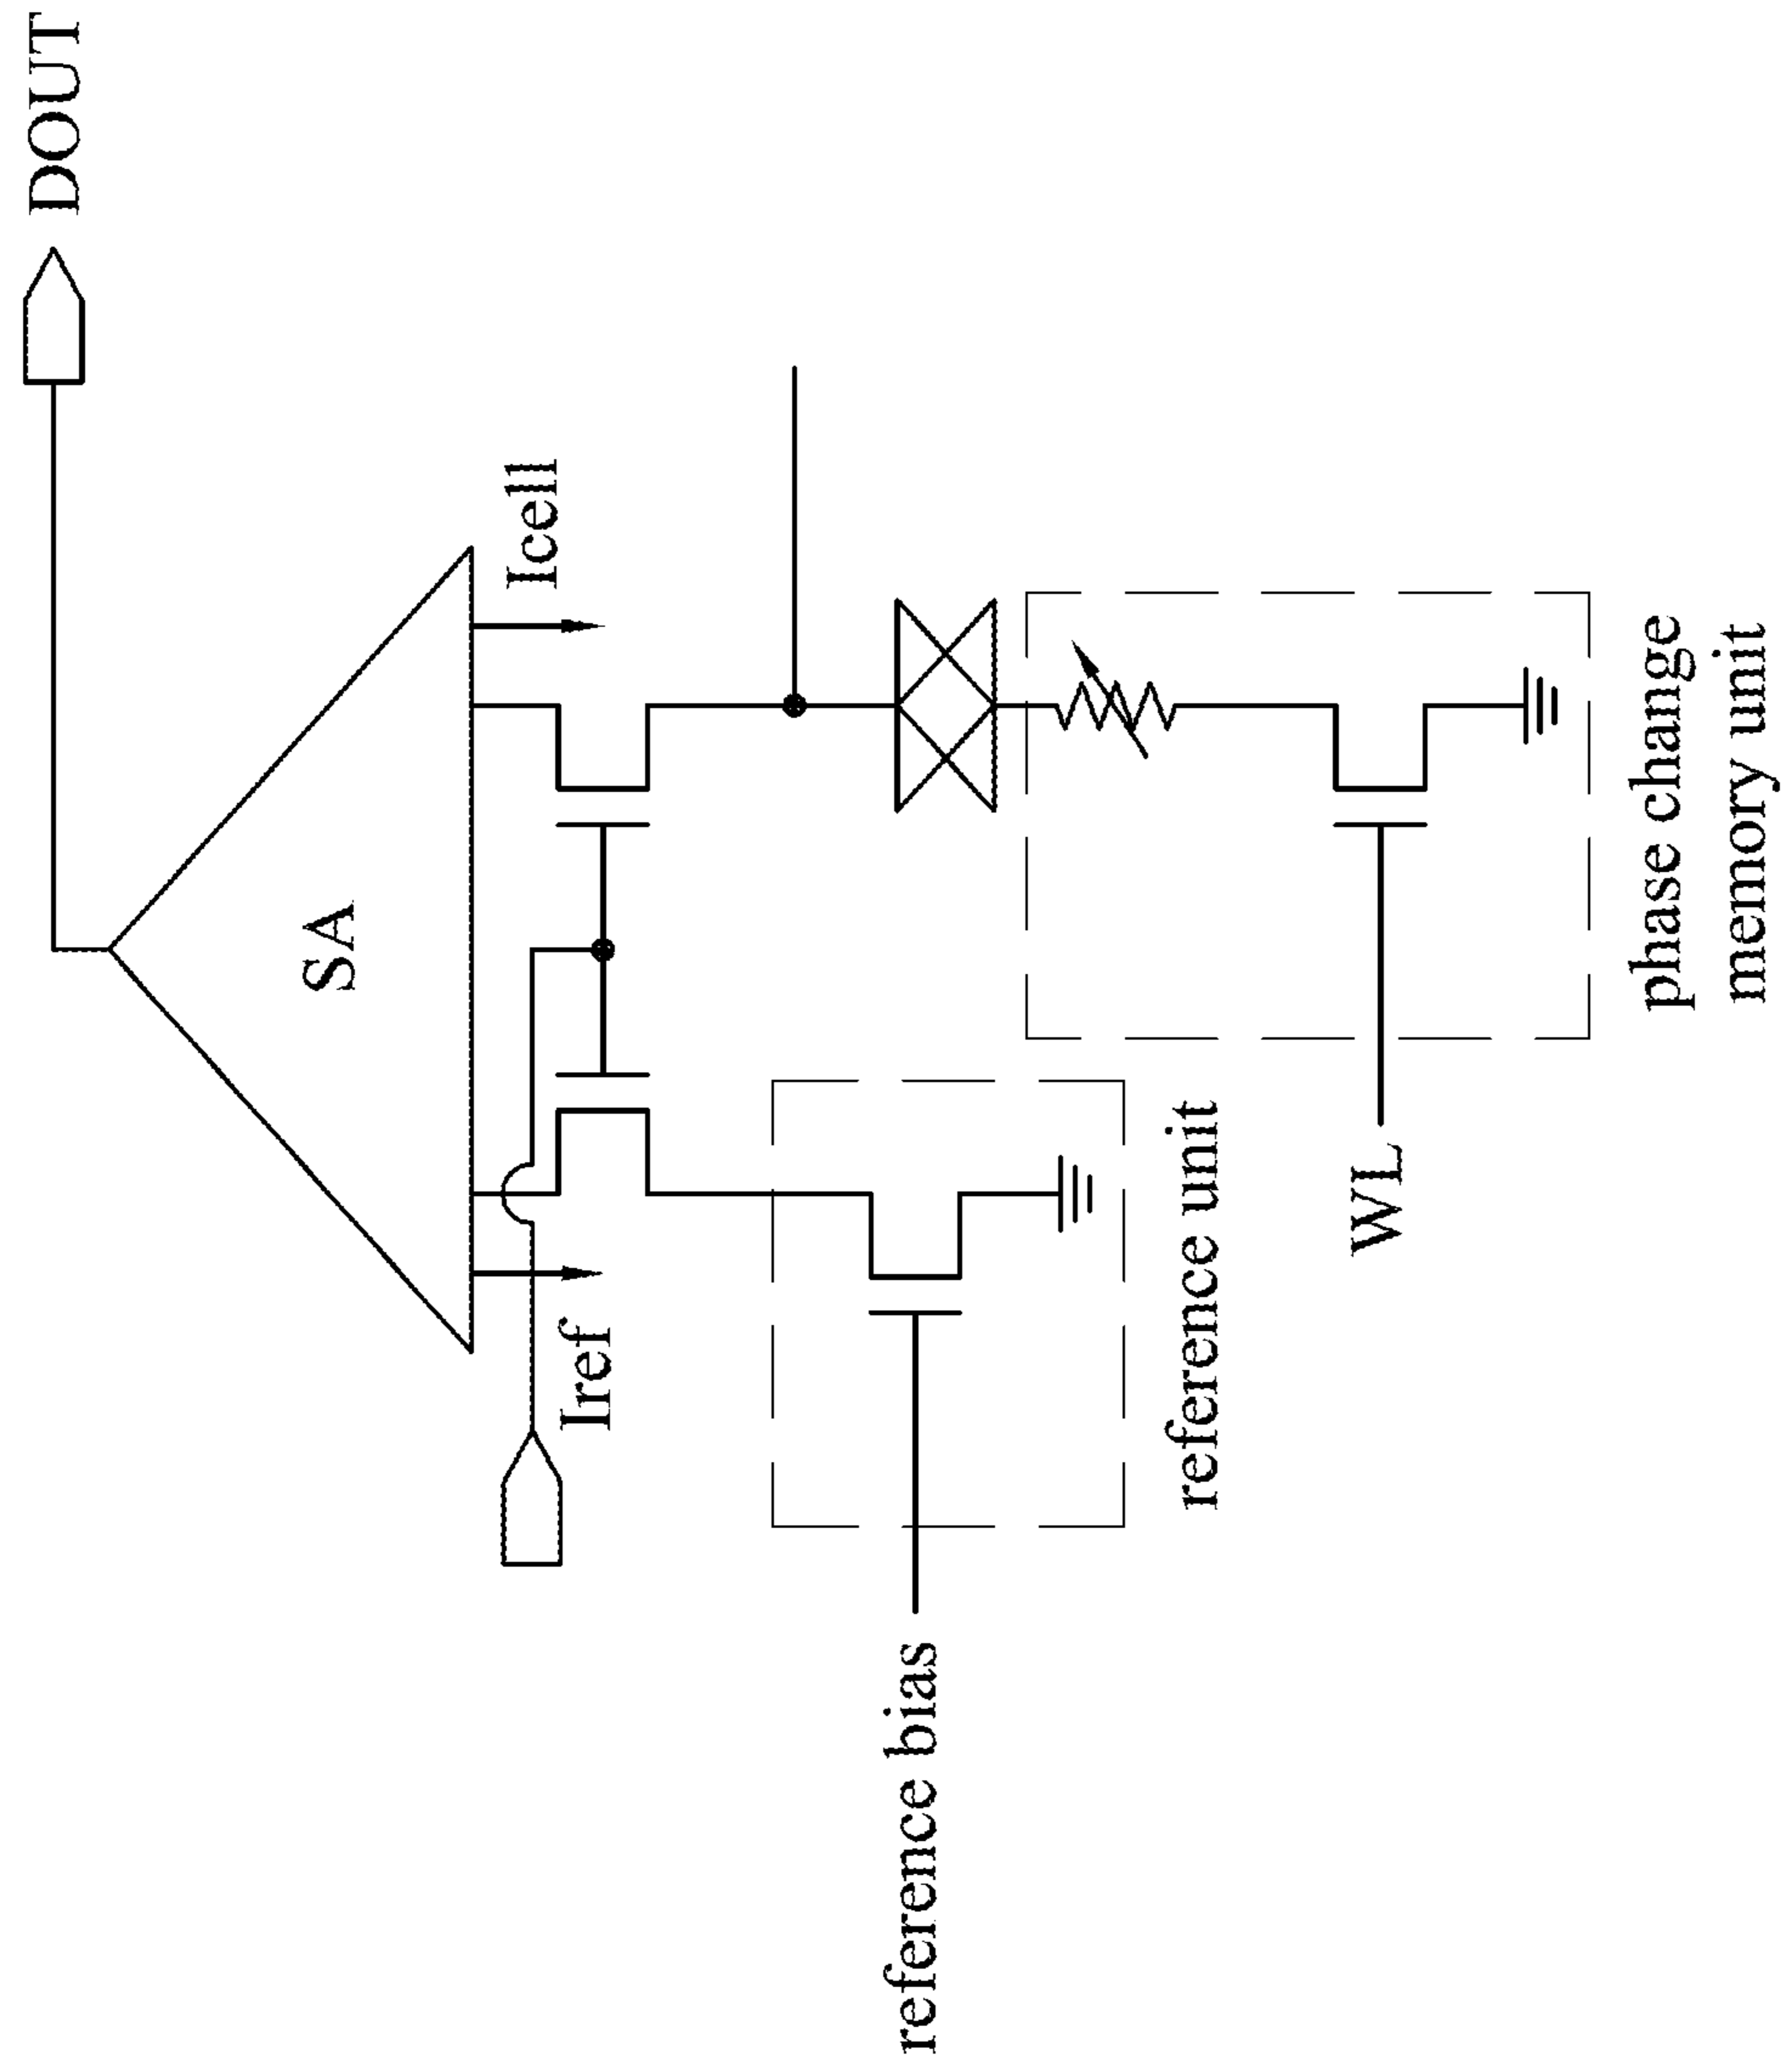 DOUT
SA
Icell
Iref
reference bias
reference unit
WL
phase change
memory unit